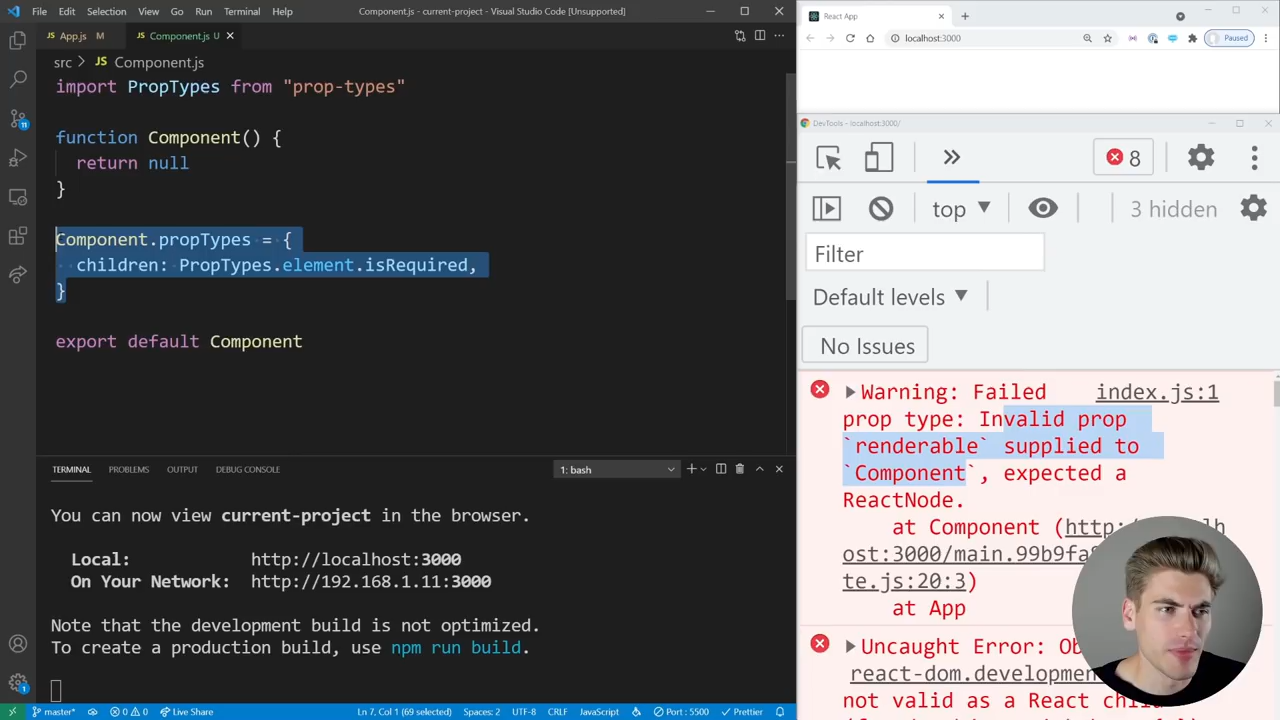 File Edit Selection View Go Run Terminal Help
Component.js - current-project - Visual Studio Code [Unsupported]
JS App.js M
JS Component.js U
src > JS Component.js
import PropTypes from "prop-types"
function Component() {
return null
}
Component.propTypes = {
children: PropTypes.element.isRequired,
}
export default Component
11
1
TERMINAL PROBLEMS OUTPUT DEBUG CONSOLE
1: bash
You can now view current-project in the browser.
Local: http://localhost:3000
On Your Network: http://192.168.1.11:3000
Note that the development build is not optimized.
To create a production build, use npm run build.
master* 0 0 Live Share
Ln 7, Col 1 (69 selected) Spaces: 2 UTF-8 CRLF JavaScript Port : 5500 Prettier
React App
localhost:3000
Paused
DevTools - localhost:3000/
8
top
3 hidden
Filter
Default levels
No Issues
Warning: Failed index.js:1
prop type: Invalid prop
`renderable` supplied to
`Component`, expected a
ReactNode.
at Component (http:/
ost:3000/main.99b9fa
te.js:20:3)
at App
Uncaught Error:
react-dom.developmen
not valid as a React